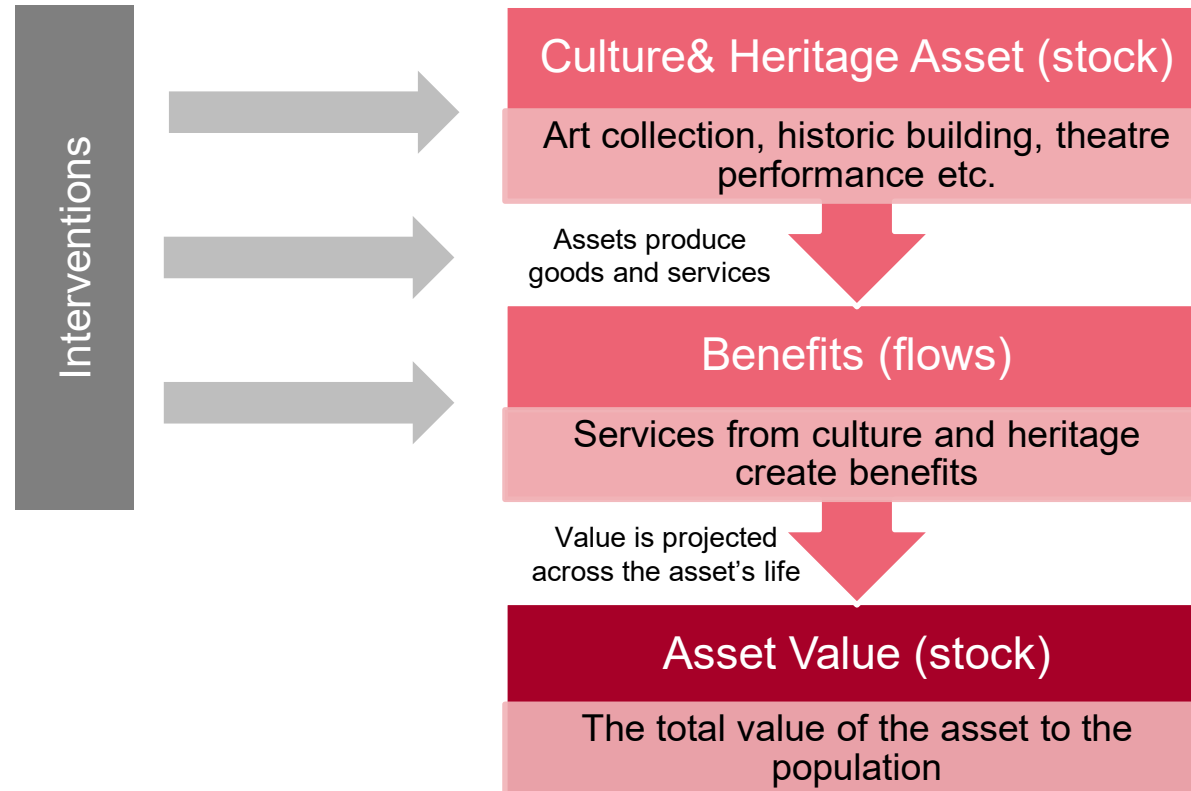 Interventions
Culture& Heritage Asset (stock)
Art collection, historic building, theatre
performance etc.
Assets produce
goods and services
Benefits (flows)
Services from culture and heritage
create benefits
Value is projected
across the asset’s life
Asset Value (stock)
The total value of the asset to the
population